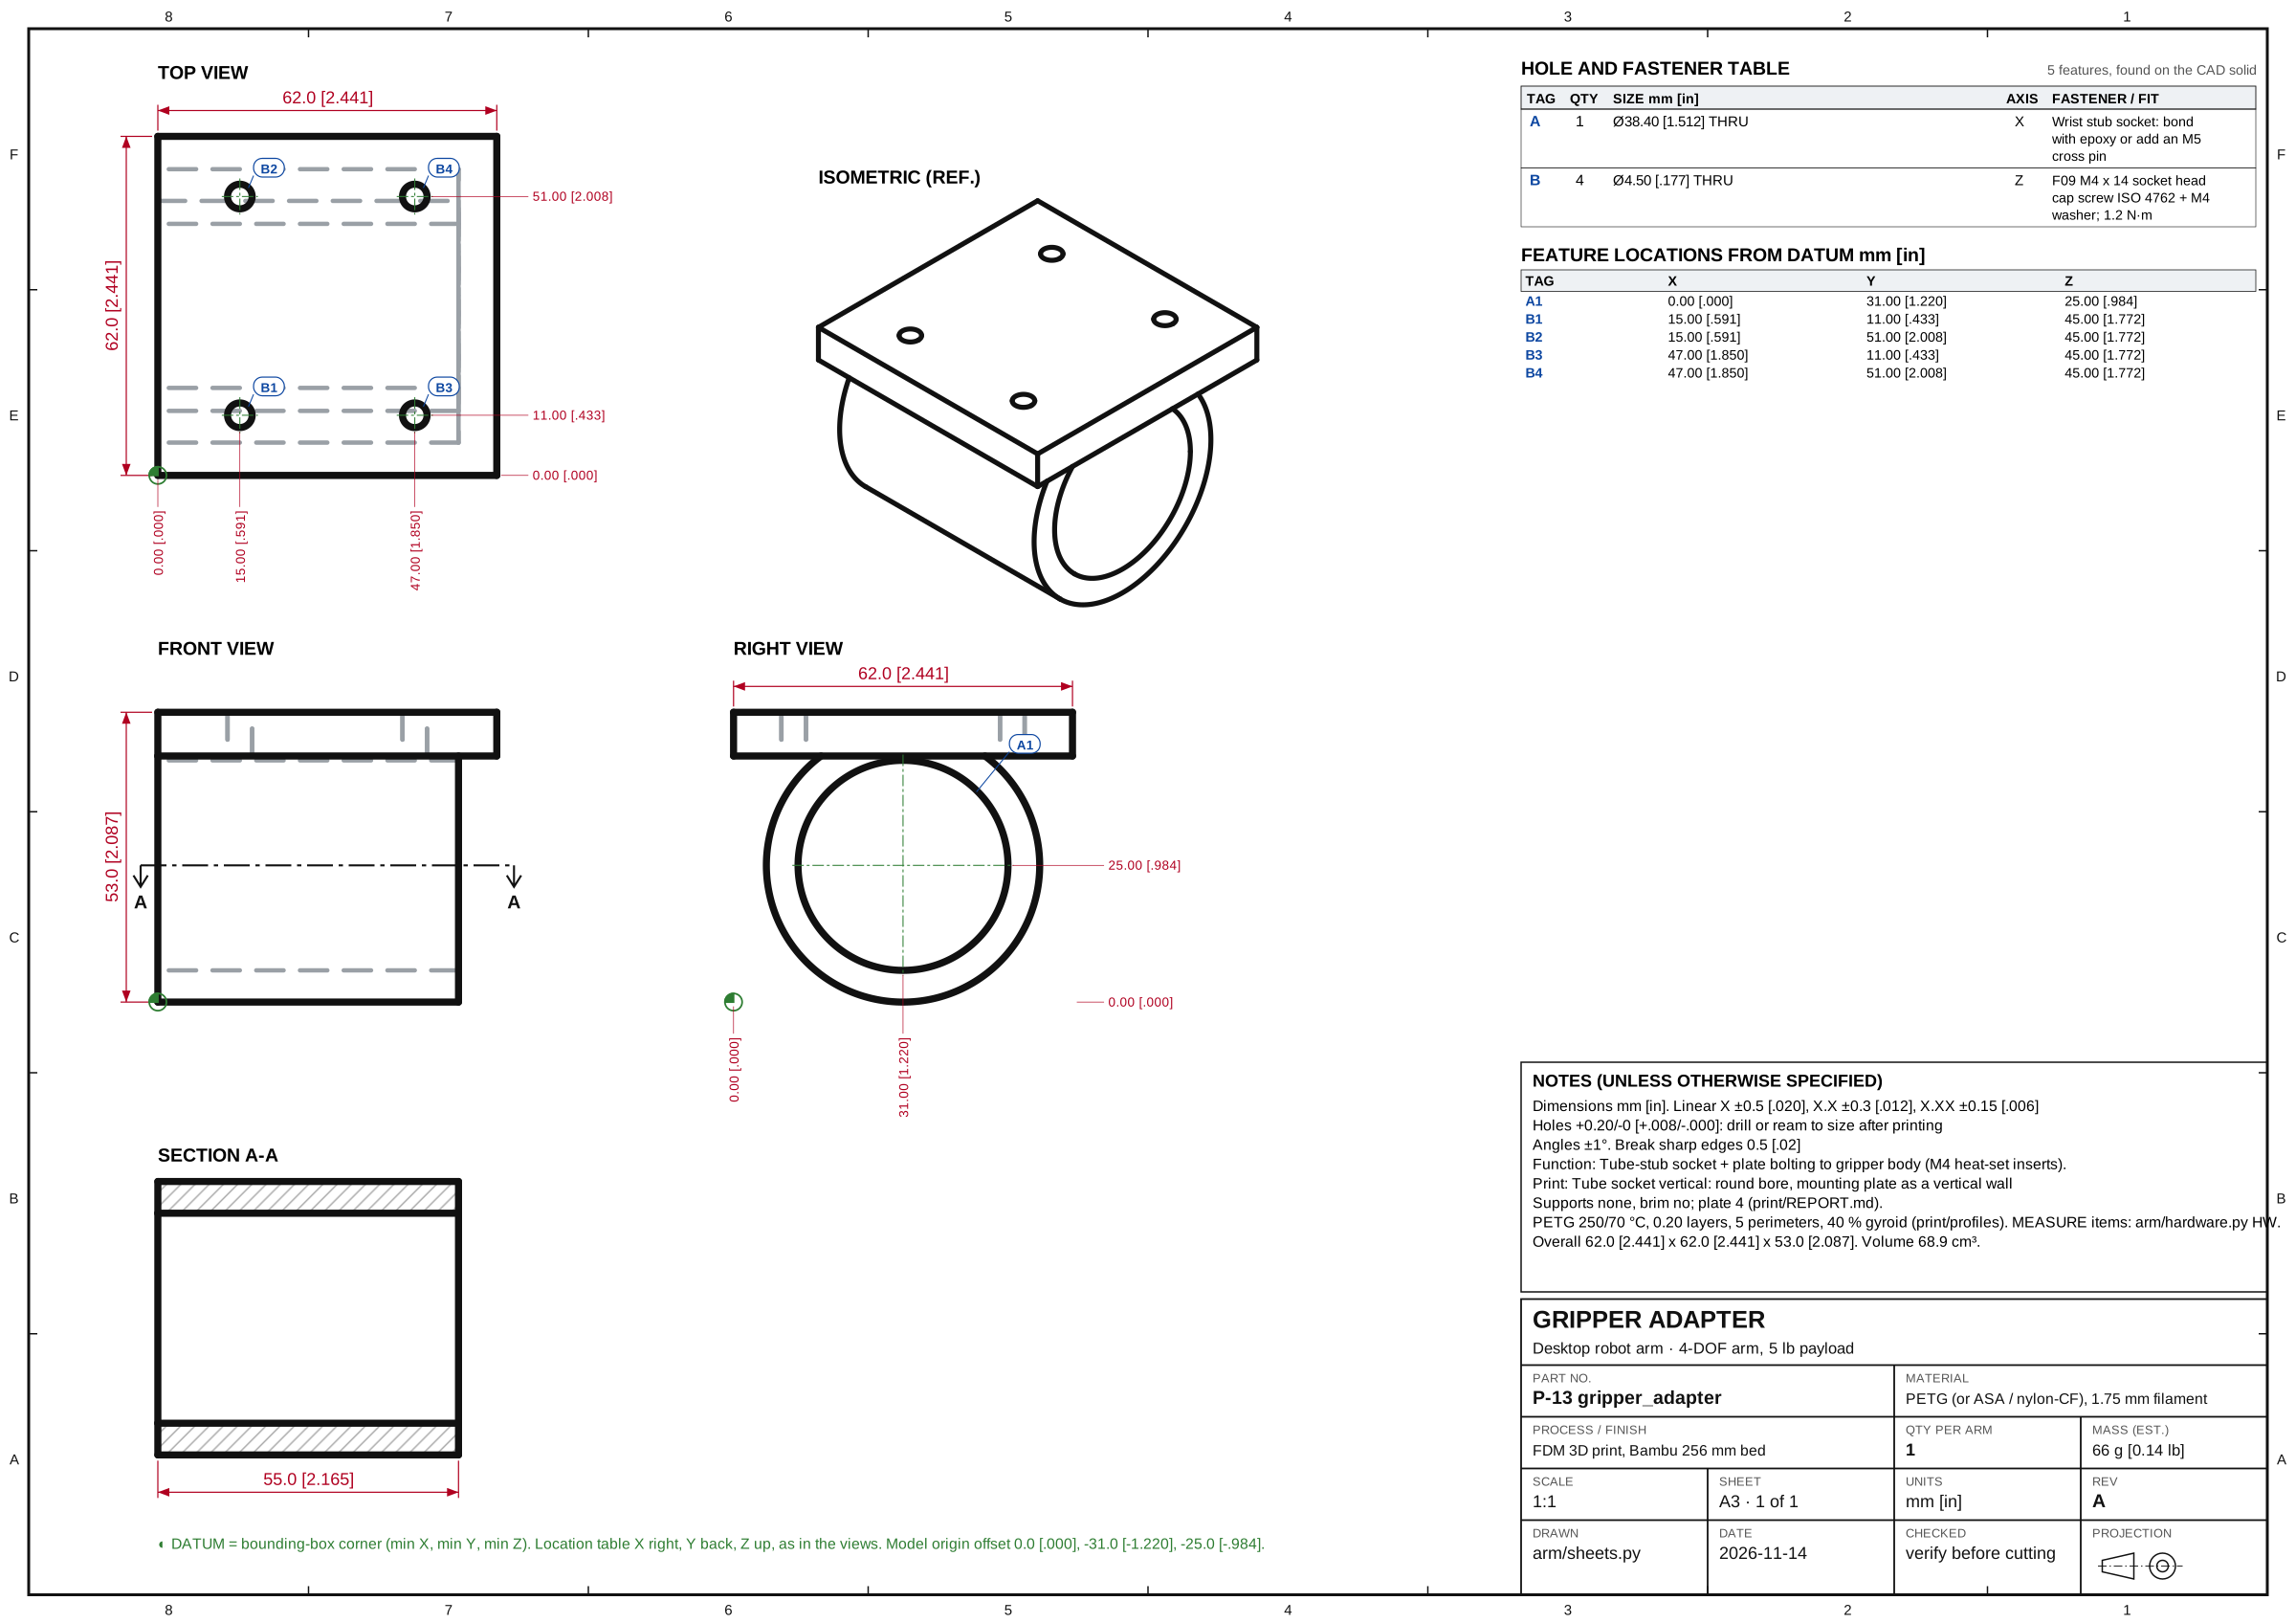 8 7 6 5 4 3 2 1
TOP VIEW
62.0 [2.441]
62.0 [2.441]
B2
B4
B1
B3
51.00 [2.008]
11.00 [.433]
0.00 [.000]
0.00 [.000]
15.00 [.591]
47.00 [1.850]
ISOMETRIC (REF.)
HOLE AND FASTENER TABLE
5 features, found on the CAD solid
TAG QTY SIZE mm [in] AXIS FASTENER / FIT
A 1 Ø38.40 [1.512] THRU X Wrist stub socket: bond
with epoxy or add an M5
cross pin
B 4 Ø4.50 [.177] THRU Z F09 M4 x 14 socket head
cap screw ISO 4762 + M4
washer; 1.2 N·m
FEATURE LOCATIONS FROM DATUM mm [in]
TAG X Y Z
A1 0.00 [.000] 31.00 [1.220] 25.00 [.984]
B1 15.00 [.591] 11.00 [.433] 45.00 [1.772]
B2 15.00 [.591] 51.00 [2.008] 45.00 [1.772]
B3 47.00 [1.850] 11.00 [.433] 45.00 [1.772]
B4 47.00 [1.850] 51.00 [2.008] 45.00 [1.772]
F F
E E
D D
C C
B B
A A
FRONT VIEW
53.0 [2.087]
A A
RIGHT VIEW
62.0 [2.441]
A1
25.00 [.984]
0.00 [.000]
0.00 [.000]
31.00 [1.220]
SECTION A-A
55.0 [2.165]
DATUM = bounding-box corner (min X, min Y, min Z). Location table X right, Y back, Z up, as in the views. Model origin offset 0.0 [.000], -31.0 [-1.220], -25.0 [-.984].
NOTES (UNLESS OTHERWISE SPECIFIED)
Dimensions mm [in]. Linear X ±0.5 [.020], X.X ±0.3 [.012], X.XX ±0.15 [.006]
Holes +0.20/-0 [+.008/-.000]: drill or ream to size after printing
Angles ±1°. Break sharp edges 0.5 [.02]
Function: Tube-stub socket + plate bolting to gripper body (M4 heat-set inserts).
Print: Tube socket vertical: round bore, mounting plate as a vertical wall
Supports none, brim no; plate 4 (print/REPORT.md).
PETG 250/70 °C, 0.20 layers, 5 perimeters, 40 % gyroid (print/profiles). MEASURE items: arm/hardware.py HW.
Overall 62.0 [2.441] x 62.0 [2.441] x 53.0 [2.087]. Volume 68.9 cm³.
GRIPPER ADAPTER
Desktop robot arm · 4-DOF arm, 5 lb payload
PART NO. MATERIAL
P-13 gripper_adapter PETG (or ASA / nylon-CF), 1.75 mm filament
PROCESS / FINISH QTY PER ARM MASS (EST.)
FDM 3D print, Bambu 256 mm bed 1 66 g [0.14 lb]
SCALE SHEET UNITS REV
1:1 A3 · 1 of 1 mm [in] A
DRAWN DATE CHECKED PROJECTION
arm/sheets.py 2026-11-14 verify before cutting
8 7 6 5 4 3 2 1